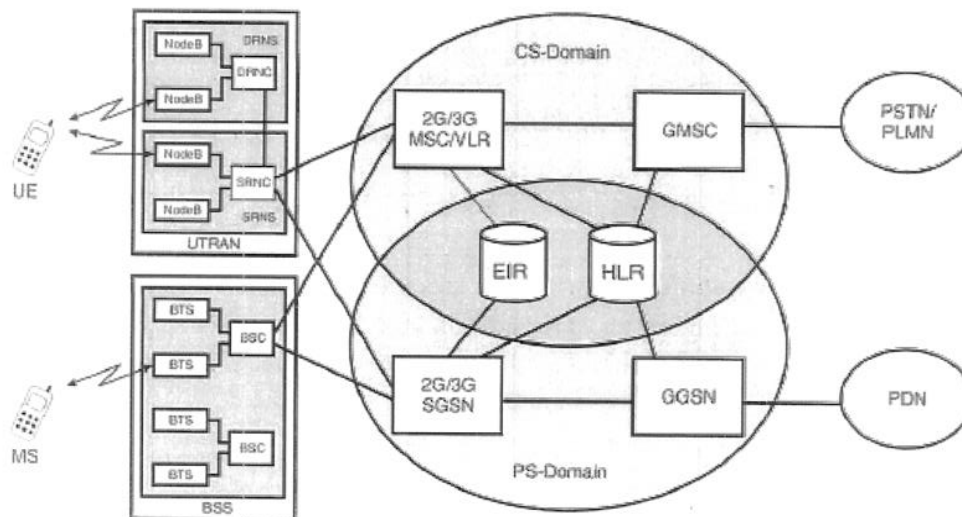 NodeB
DRNS
DRNC
NodeB
NodeB
SRNC
NodeB
SRNS
UTRAN
UE
BTS
BSC
BTS
BTS
BSC
BTS
BSS
MS
CS-Domain
2G/3G
MSC/VLR
GMSC
PSTN/
PLMN
EIR
HLR
2G/3G
SGSN
GGSN
PDN
PS-Domain